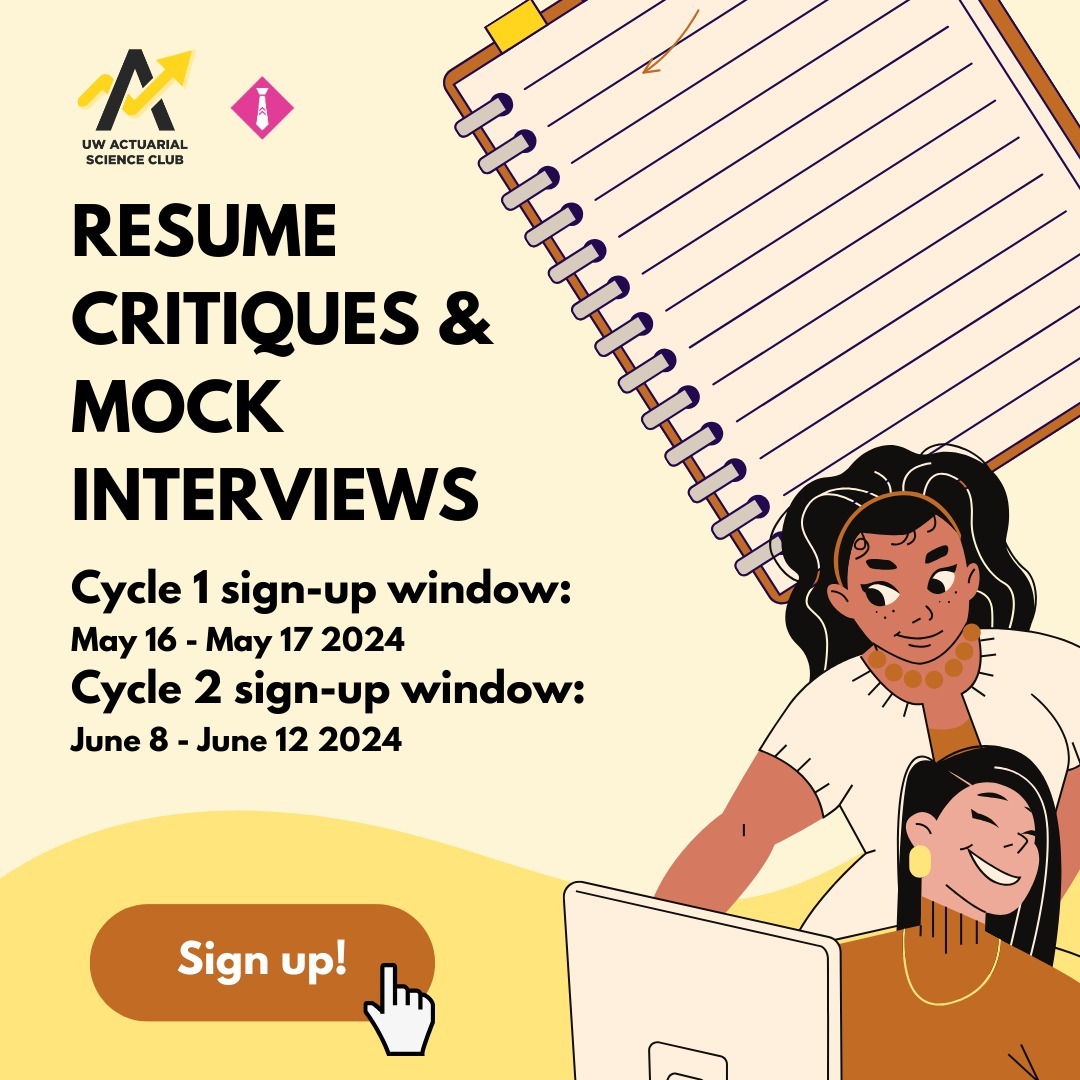 UW ACTUARIAL
SCIENCE CLUB
RESUME
CRITIQUES &
MOCK
INTERVIEWS
Cycle 1 sign-up window:
May 16 - May 17 2024
Cycle 2 sign-up window:
June 8 - June 12 2024
Sign up!